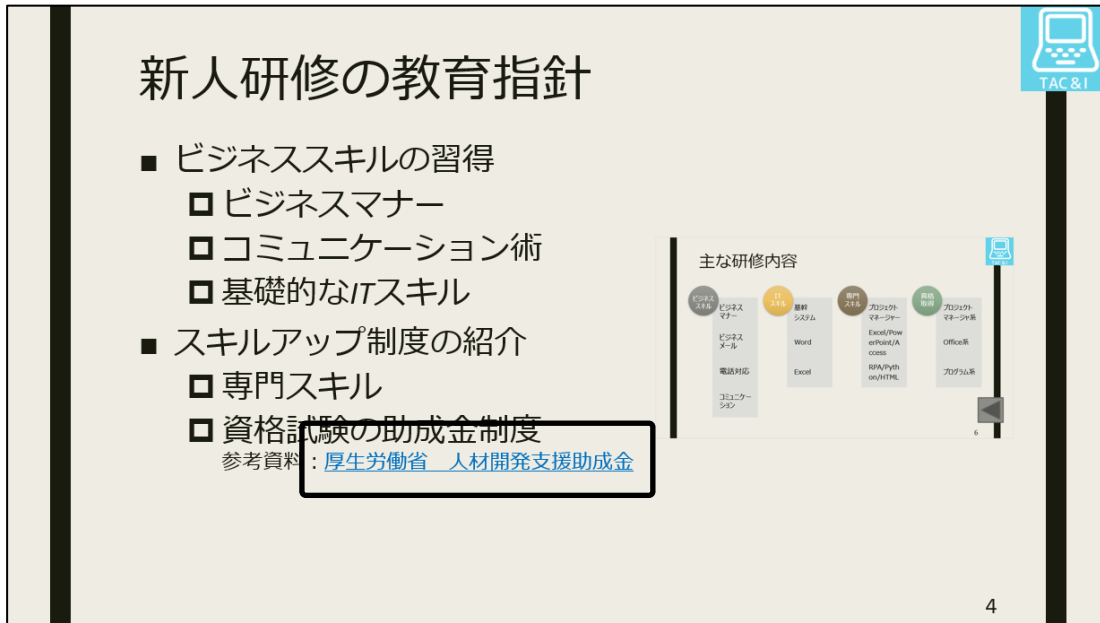 TAC&I
新人研修の教育指針
■ ビジネススキルの習得
ビジネスマナー
コミュニケーション術
基礎的なITスキル
■ スキルアップ制度の紹介
専門スキル
資格試験の助成金制度
参考資料：厚生労働省　人材開発支援助成金
主な研修内容
ビジネス
スキル
ビジネス
マナー
ビジネス
メール
電話対応
コミュニケー
ション
IT
スキル
基幹
システム
Word
Excel
専門
スキル
プロジェクト
マネージャー
Excel/Pow
erPoint/A
ccess
RPA/Pyth
on/HTML
資格
取得
プロジェクト
マネージャ系
Office系
プログラム系
6
4